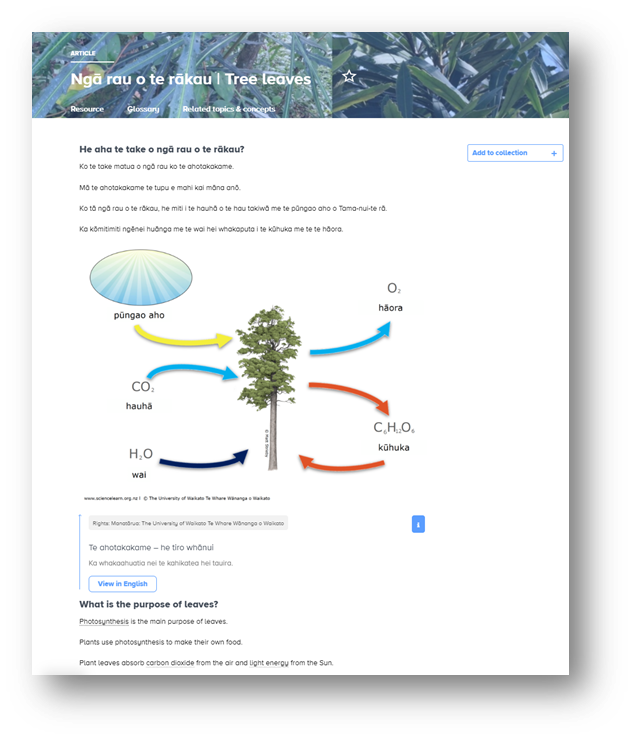 ARTICLE
Ngā rau o te rākau | Tree leaves
Resource Glossary Related topics & concepts
Add to collection +
He aha te take o ngā rau o te rākau?
Ko te take matua o ngā rau ko te ahotakakame.
Mā te ahotakakame te tupu e mahi kai māna anō.
Ko tā ngā rau o te rākau, he miti i te hauhā o te hau takiwā me te pūngao aho o Tama-nui-te rā.
Ka kōmitimiti ngēnei huānga me te wai hei whakaputa i te kūhuka me te te hāora.
pūngao aho
O₂
hāora
CO₂
hauhā
C₆H₁₂O₆
kūhuka
H₂O
wai
www.sciencelearn.org.nz | © The University of Waikato Te Whare Wānanga o Waikato
Rights: Manatārua: The University of Waikato Te Whare Wānanga o Waikato
Te ahotakakame – he tiro whānui
Ka whakaahuatia nei te kahikatea hei tauira.
View in English
What is the purpose of leaves?
Photosynthesis is the main purpose of leaves.
Plants use photosynthesis to make their own food.
Plant leaves absorb carbon dioxide from the air and light energy from the Sun.